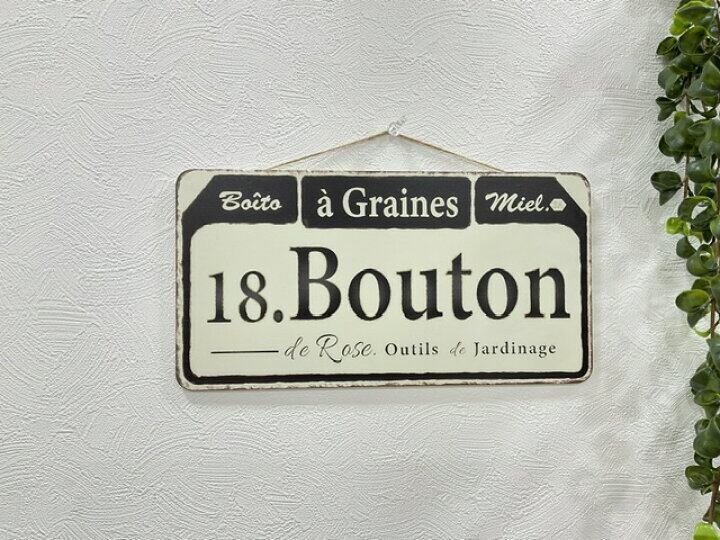 Boîto à Graines Miel.
18.Bouton
de Rose. Outils de Jardinage